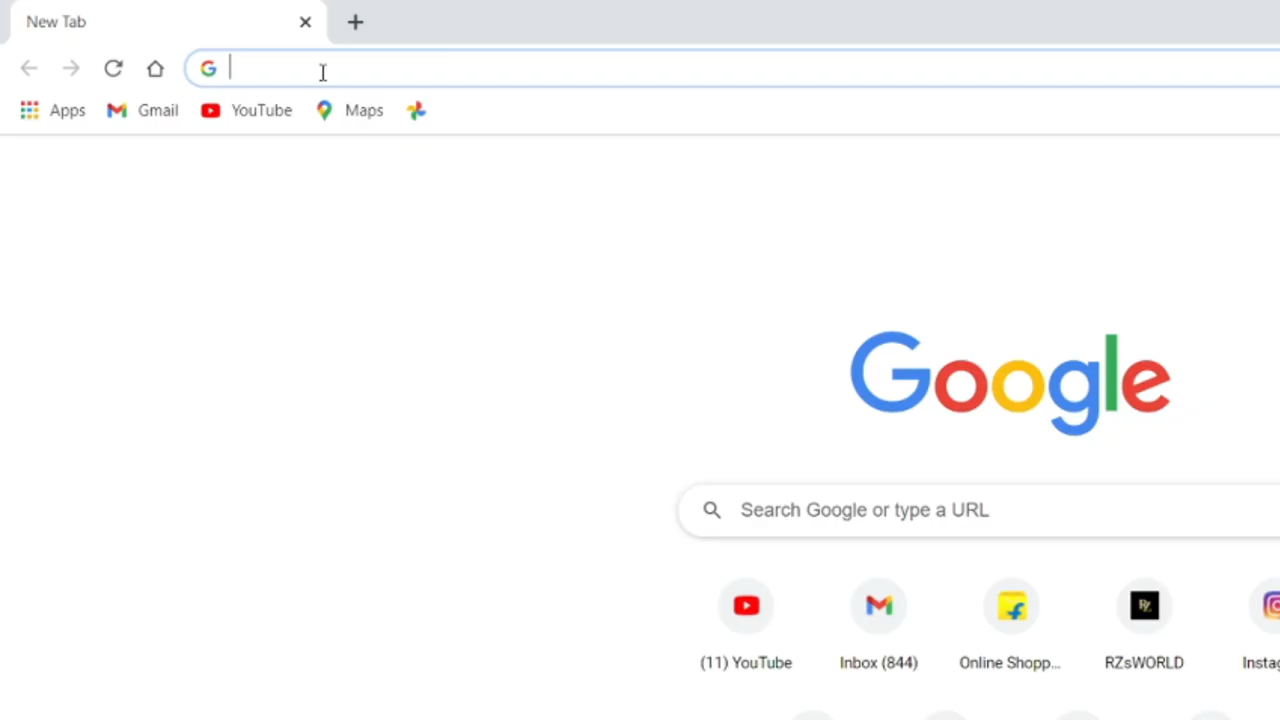 New Tab
Apps Gmail YouTube Maps
Google
Search Google or type a URL
(11) YouTube Inbox (844) Online Shopp... RZsWORLD Insta